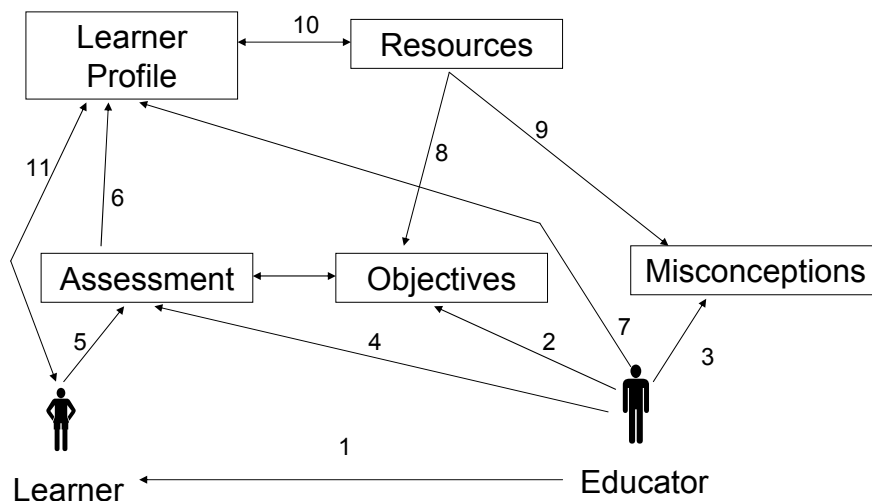 Learner
Profile
10
Resources
11
6
8
9
Assessment
Objectives
Misconceptions
5
4
2
7
3
1
Learner
Educator